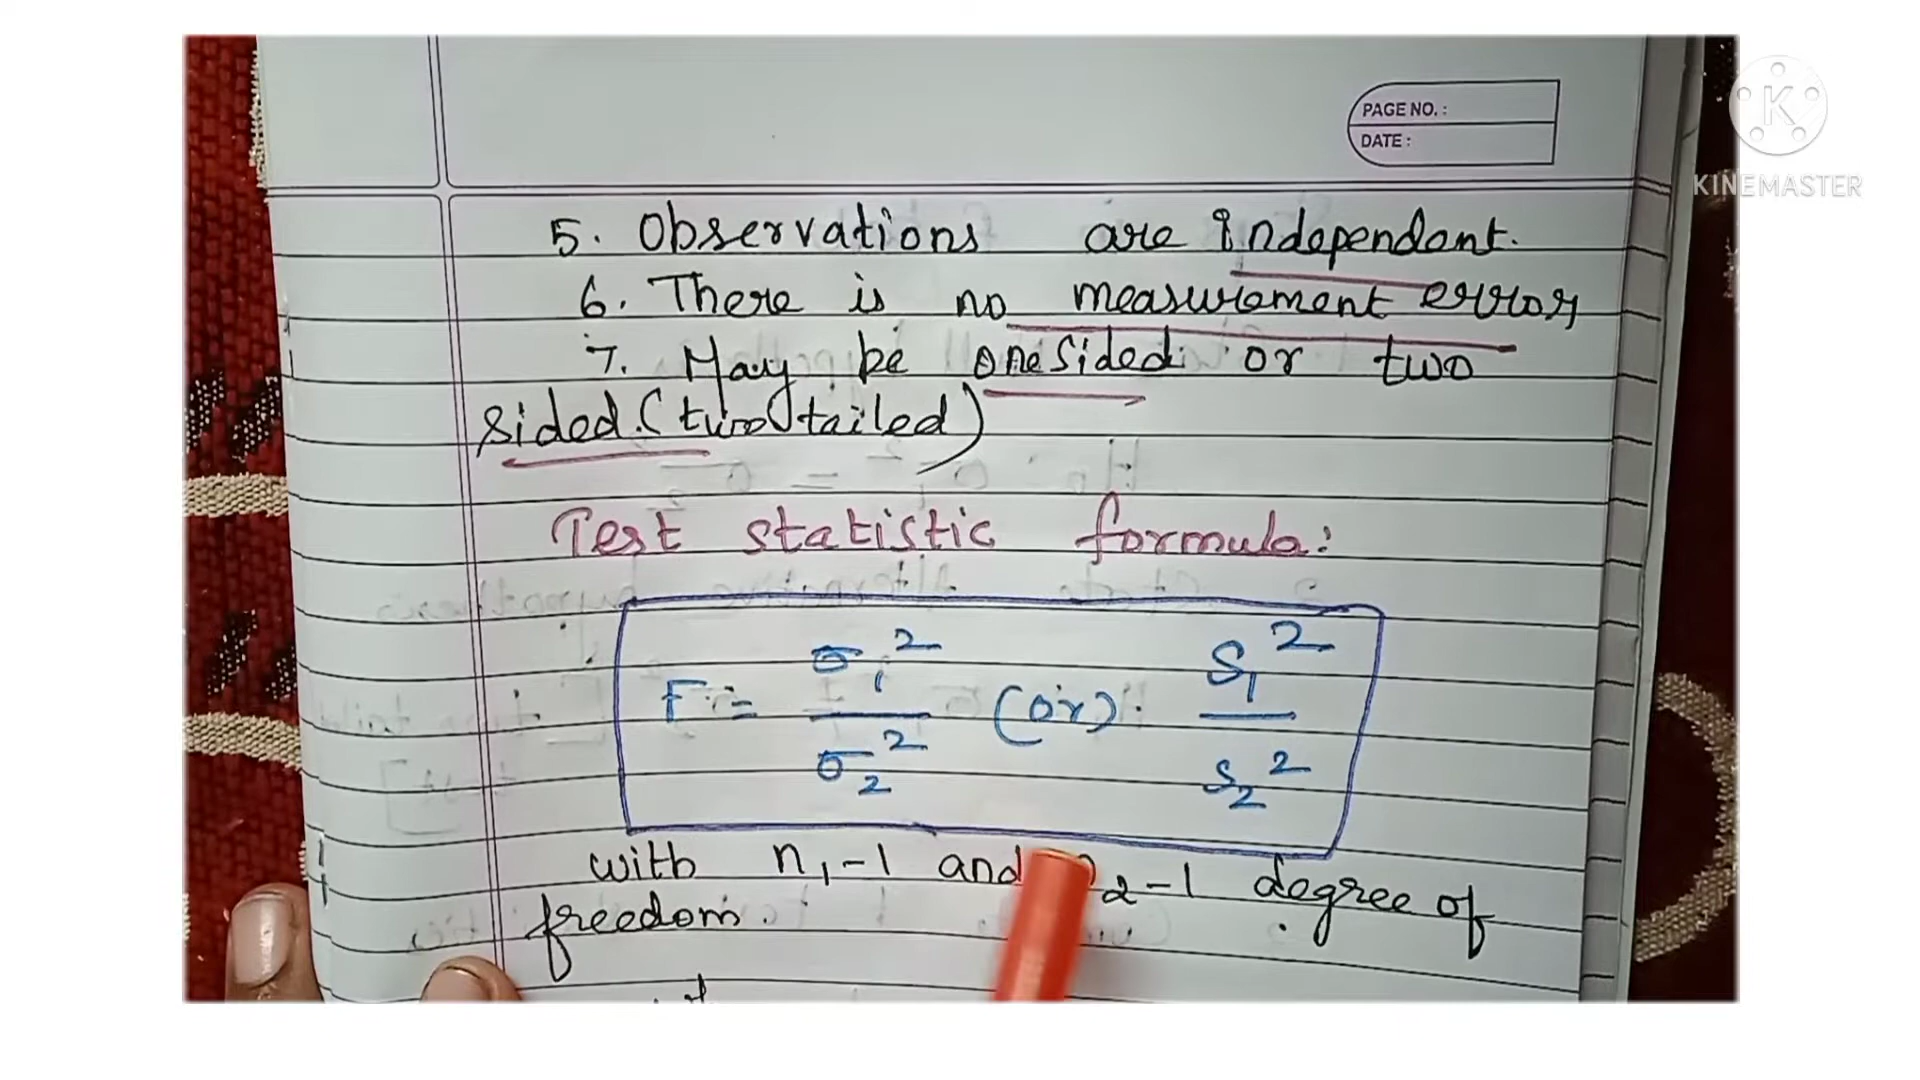 PAGE NO. :
DATE :
K
KINEMASTER
5. Observations are independent.
6. There is no measurement error
7. May be onesided or two
sided. (two tailed)
Test statistic formula:
F = σ₁² / σ₂² (or) S₁² / S₂²
with n₁-1 and ₂-1 degree of
freedom.